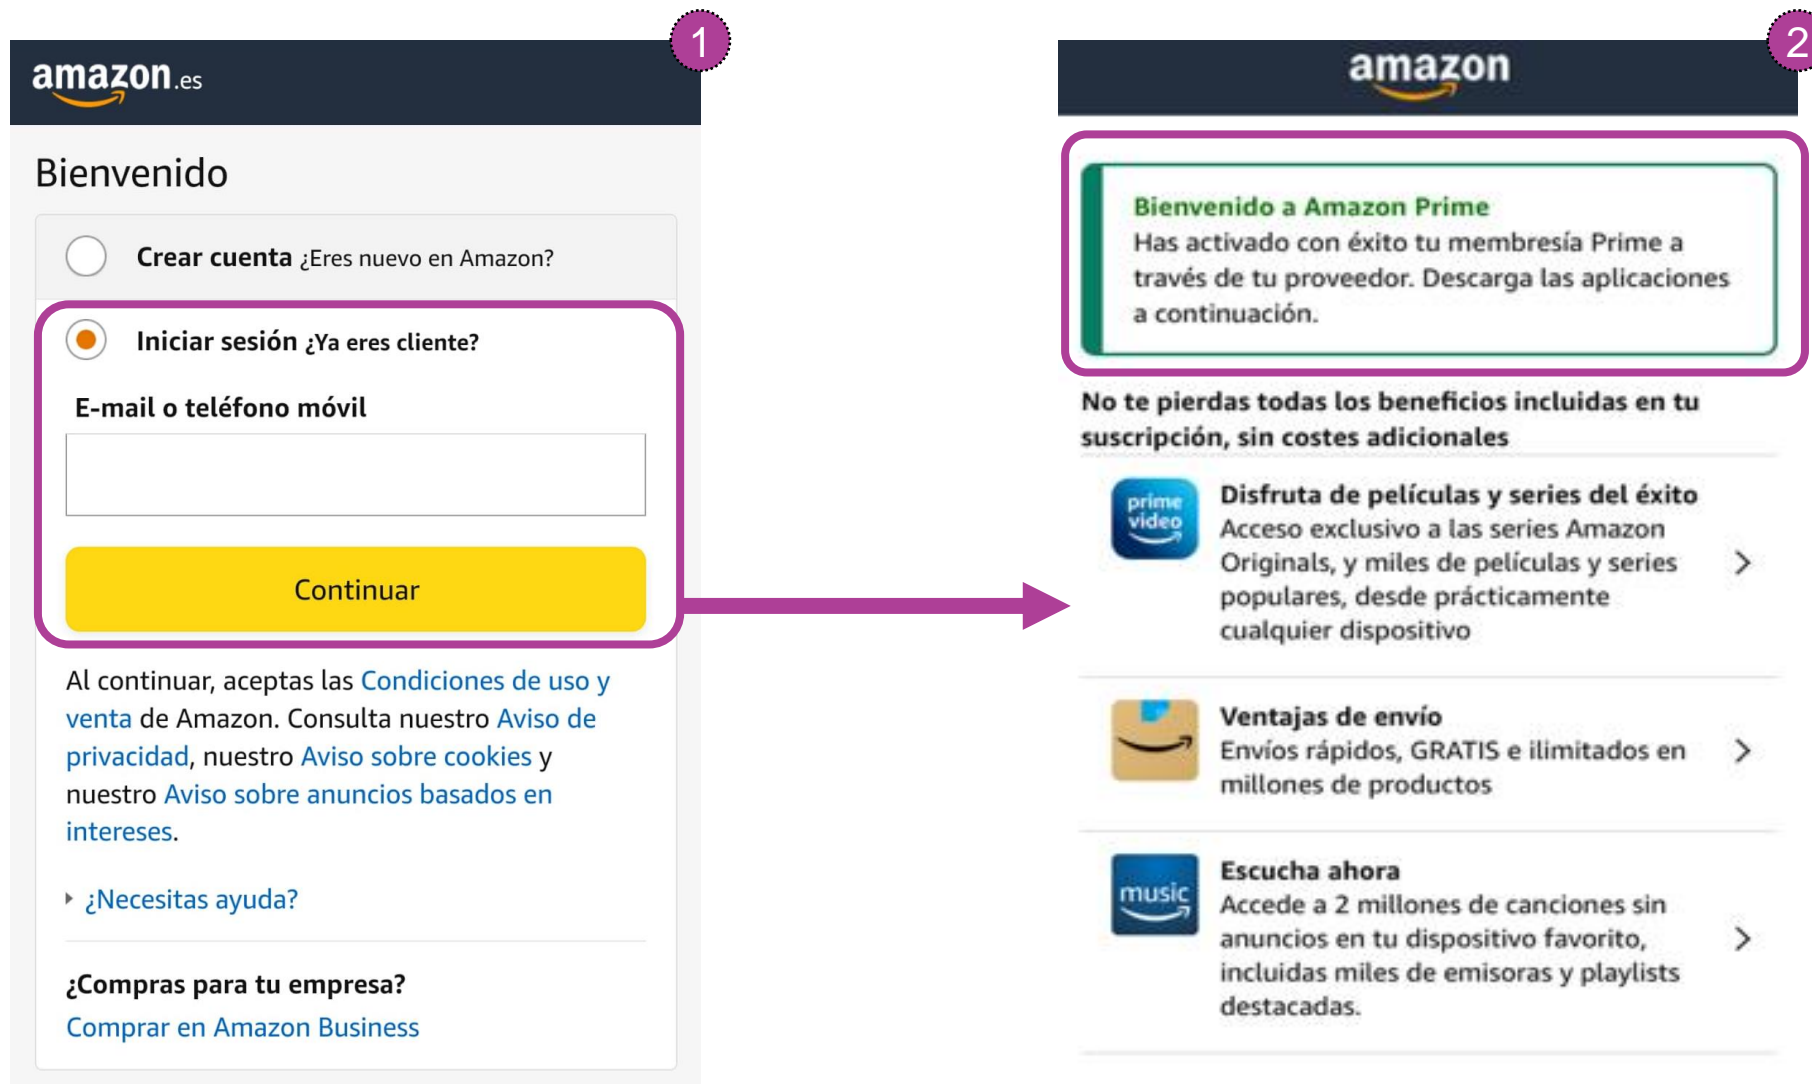 1
amazon.es
Bienvenido
Crear cuenta ¿Eres nuevo en Amazon?
Iniciar sesión ¿Ya eres cliente?
E-mail o teléfono móvil
Continuar
Al continuar, aceptas las Condiciones de uso y
venta de Amazon. Consulta nuestro Aviso de
privacidad, nuestro Aviso sobre cookies y
nuestro Aviso sobre anuncios basados en
intereses.
¿Necesitas ayuda?
¿Compras para tu empresa?
Comprar en Amazon Business
2
amazon
Bienvenido a Amazon Prime
Has activado con éxito tu membresía Prime a
través de tu proveedor. Descarga las aplicaciones
a continuación.
No te pierdas todas los beneficios incluidas en tu
suscripción, sin costes adicionales
prime
video
Disfruta de películas y series del éxito
Acceso exclusivo a las series Amazon
Originals, y miles de películas y series
populares, desde prácticamente
cualquier dispositivo
Ventajas de envío
Envíos rápidos, GRATIS e ilimitados en
millones de productos
music
Escucha ahora
Accede a 2 millones de canciones sin
anuncios en tu dispositivo favorito,
incluidas miles de emisoras y playlists
destacadas.